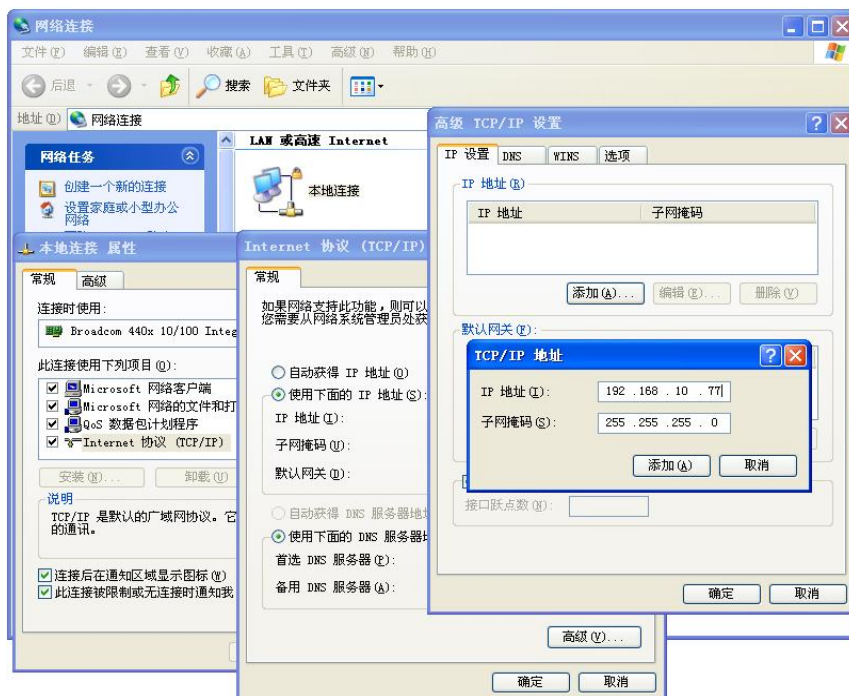 网络连接
文件(F) 编辑(E) 查看(V) 收藏(A) 工具(T) 高级(N) 帮助(H)
后退 搜索 文件夹
地址(D) 网络连接
网络任务
创建一个新的连接
设置家庭或小型办公
网络
LAN 或高速 Internet
本地连接
本地连接 属性
常规 高级
连接时使用:
Broadcom 440x 10/100 Integ
此连接使用下列项目(O):
Microsoft 网络客户端
Microsoft 网络的文件和打
QoS 数据包计划程序
Internet 协议 (TCP/IP)
安装(N)... 卸载(U)
说明
TCP/IP 是默认的广域网协议。它
的通讯。
连接后在通知区域显示图标(W)
此连接被限制或无连接时通知我
Internet 协议 (TCP/IP)
常规
如果网络支持此功能,则可以
您需要从网络系统管理员处获
自动获得 IP 地址(O)
使用下面的 IP 地址(S):
IP 地址(I):
子网掩码(U):
默认网关(D):
自动获得 DNS 服务器地址
使用下面的 DNS 服务器地
首选 DNS 服务器(P):
备用 DNS 服务器(A):
高级(V)...
确定 取消
高级 TCP/IP 设置
IP 设置 DNS WINS 选项
IP 地址(R)
IP 地址 子网掩码
添加(A)... 编辑(E)... 删除(V)
默认网关(F):
TCP/IP 地址
IP 地址(I): 192 .168 .10 .77
子网掩码(S): 255 .255 .255 .0
添加(A) 取消
接口跃点数(N):
确定 取消